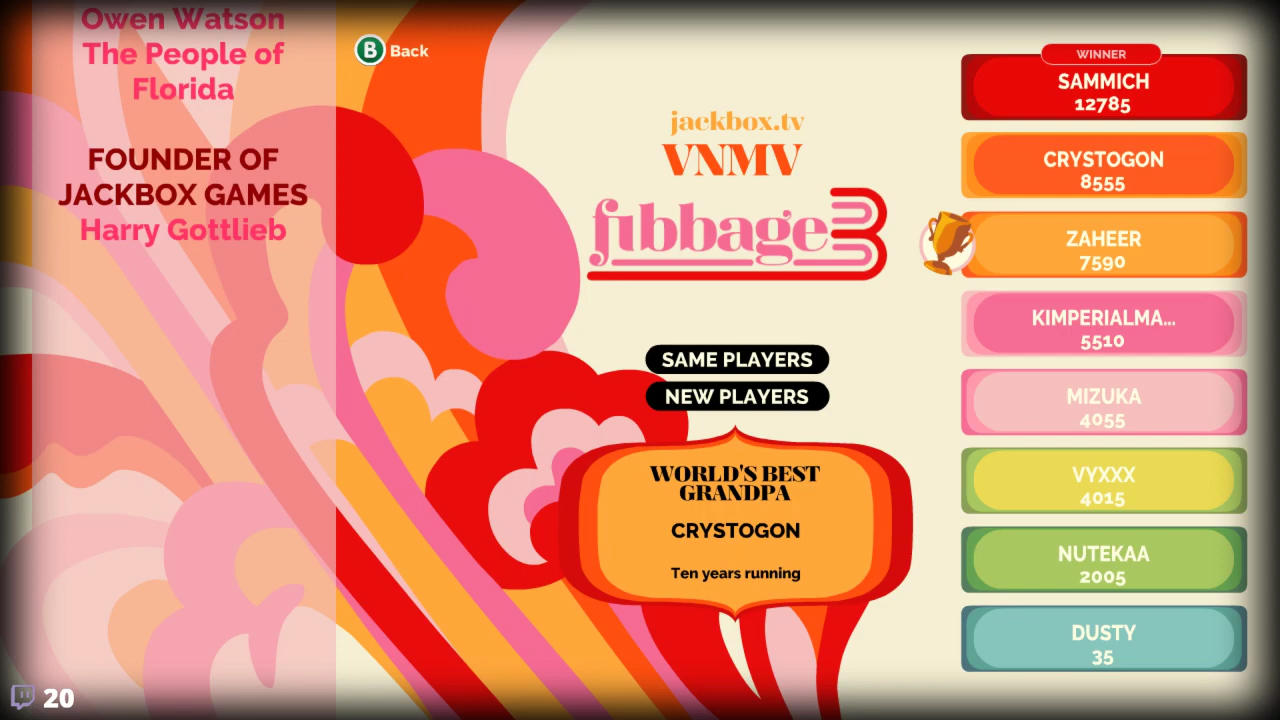 Owen Watson
The People of
Florida
FOUNDER OF
JACKBOX GAMES
Harry Gottlieb
B Back
jackbox.tv
VNMV
fibbage 3
SAME PLAYERS
NEW PLAYERS
WORLD'S BEST
GRANDPA
CRYSTOGON
Ten years running
WINNER
SAMMICH
12785
CRYSTOGON
8555
ZAHEER
7590
KIMPERIALMA...
5510
MIZUKA
4055
VYXXX
4015
NUTEKAA
2005
DUSTY
35
20